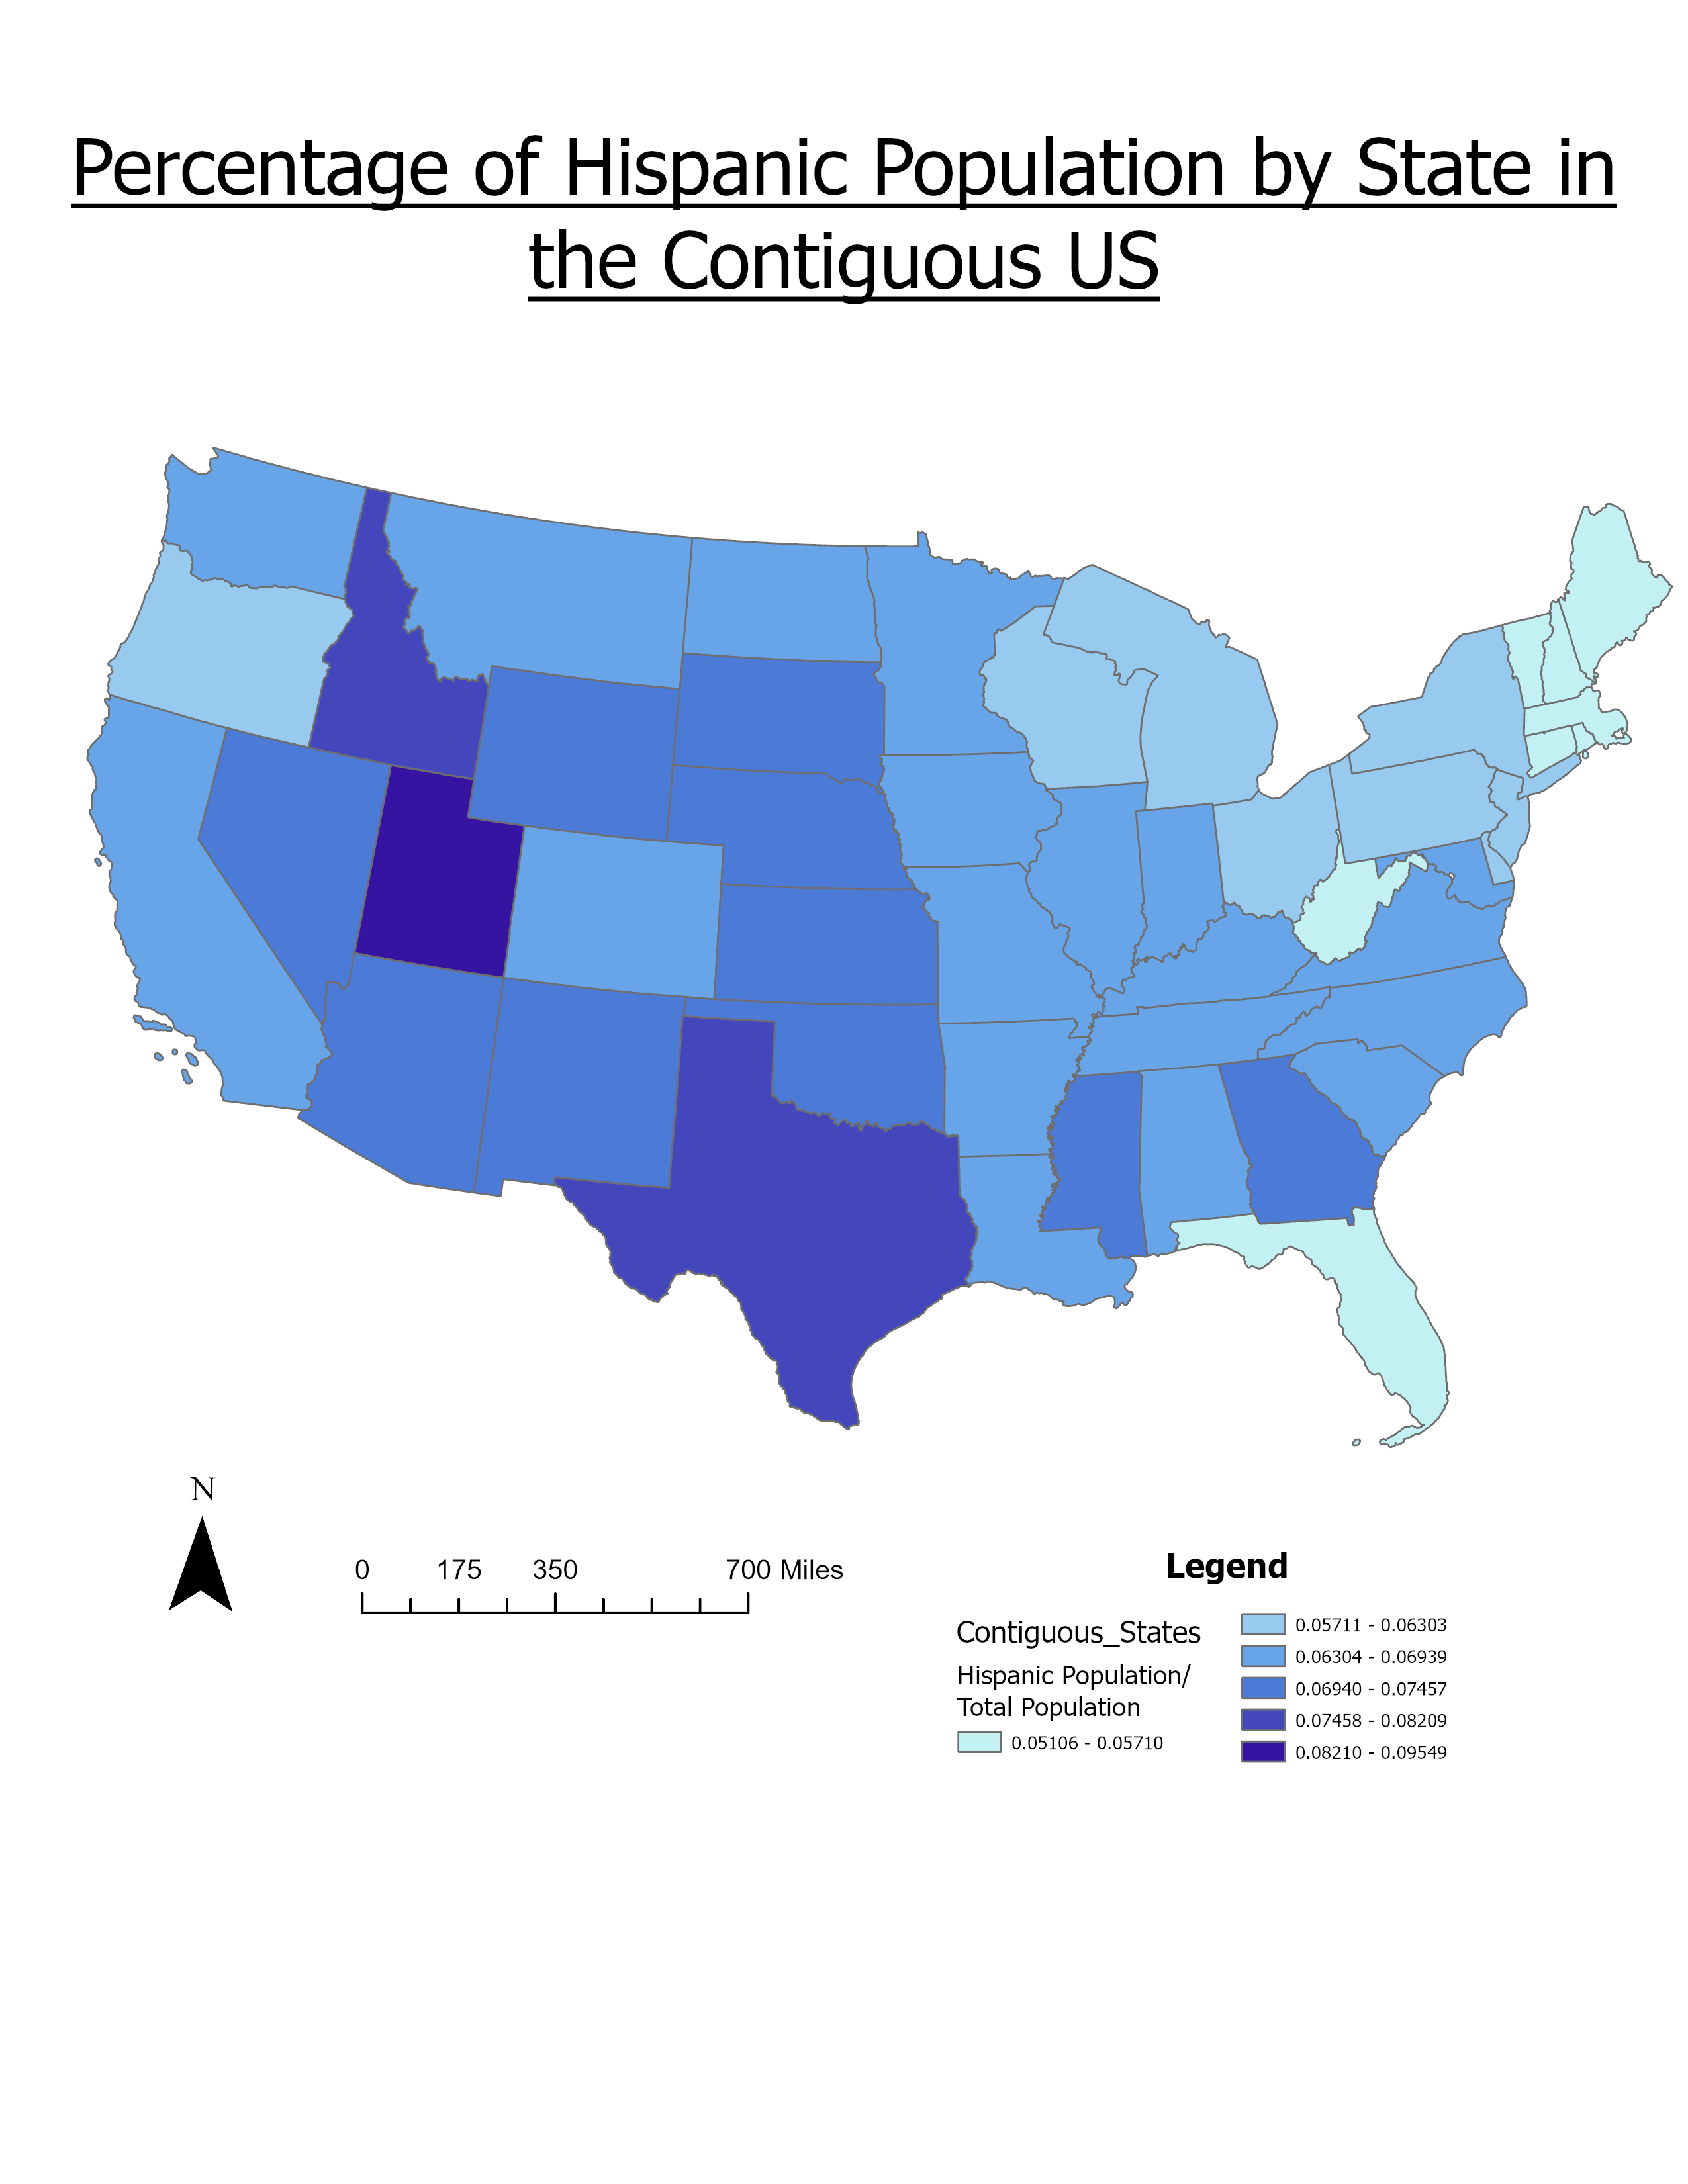 Percentage of Hispanic Population by State in
the Contiguous US
N
0 175 350 700 Miles
Legend
Contiguous_States
Hispanic Population/
Total Population
0.05106 - 0.05710
0.05711 - 0.06303
0.06304 - 0.06939
0.06940 - 0.07457
0.07458 - 0.08209
0.08210 - 0.09549